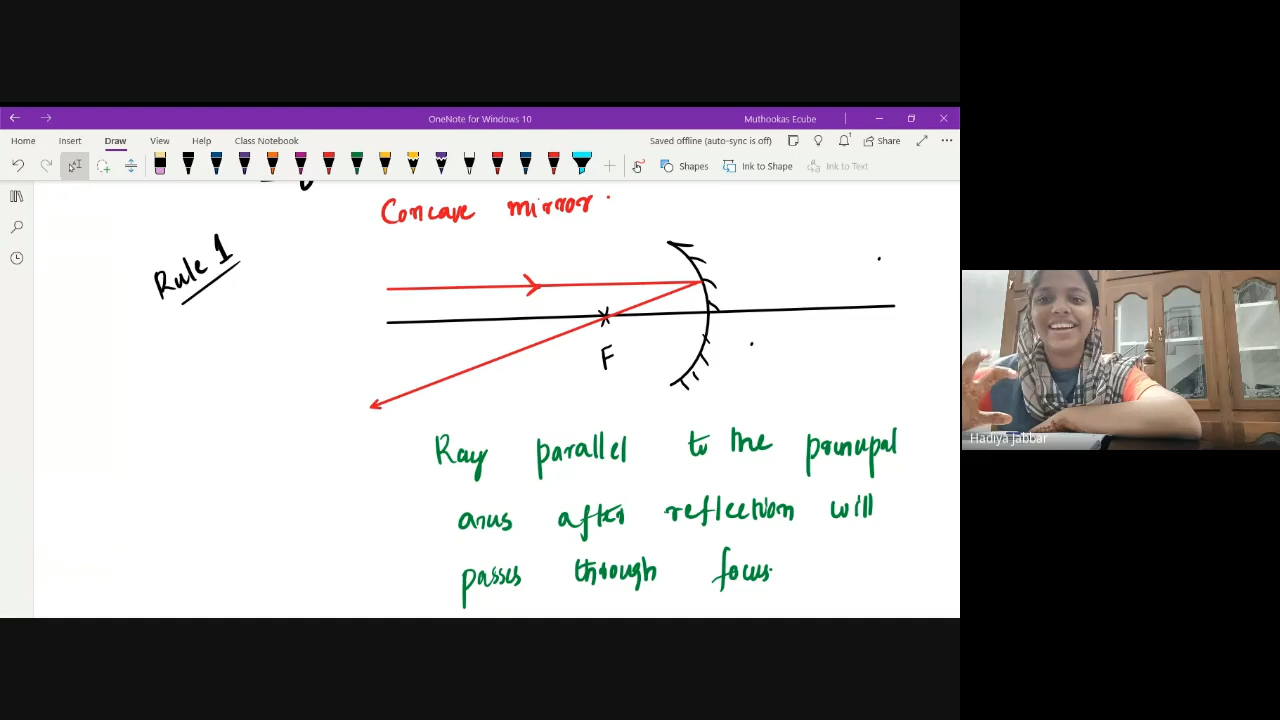 OneNote for Windows 10
Muthookas Ecube
Home Insert Draw View Help Class Notebook
Saved offline (auto-sync is off)
Share
Shapes
Ink to Shape
Ink to Text
Concave mirror.
Rule 1
F
Ray parallel to the principal
axis after reflection will
passes through focus.
Hadiya Jabbar